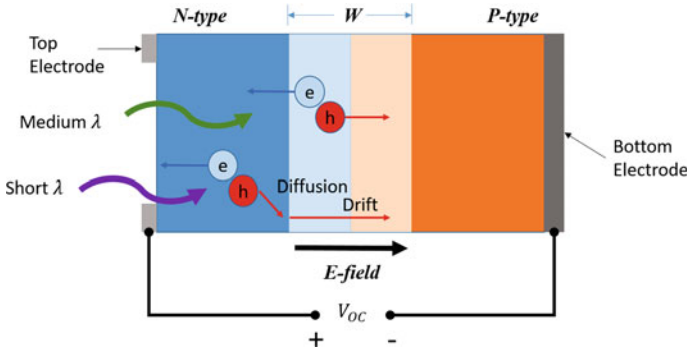 N-type
W
P-type
Top
Electrode
e
h
Medium λ
Short λ
e
h
Diffusion
Drift
Bottom
Electrode
E-field
V_OC
+ -